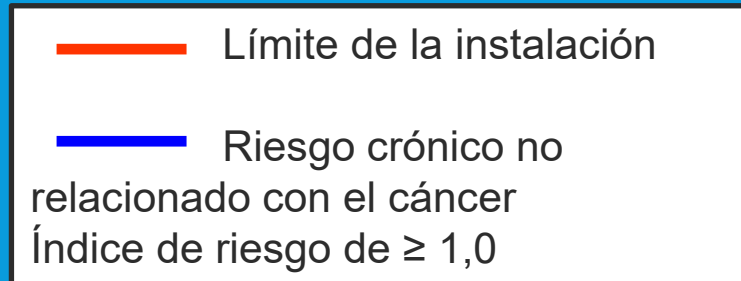 Límite de la instalación
Riesgo crónico no
relacionado con el cáncer
Índice de riesgo de ≥ 1,0